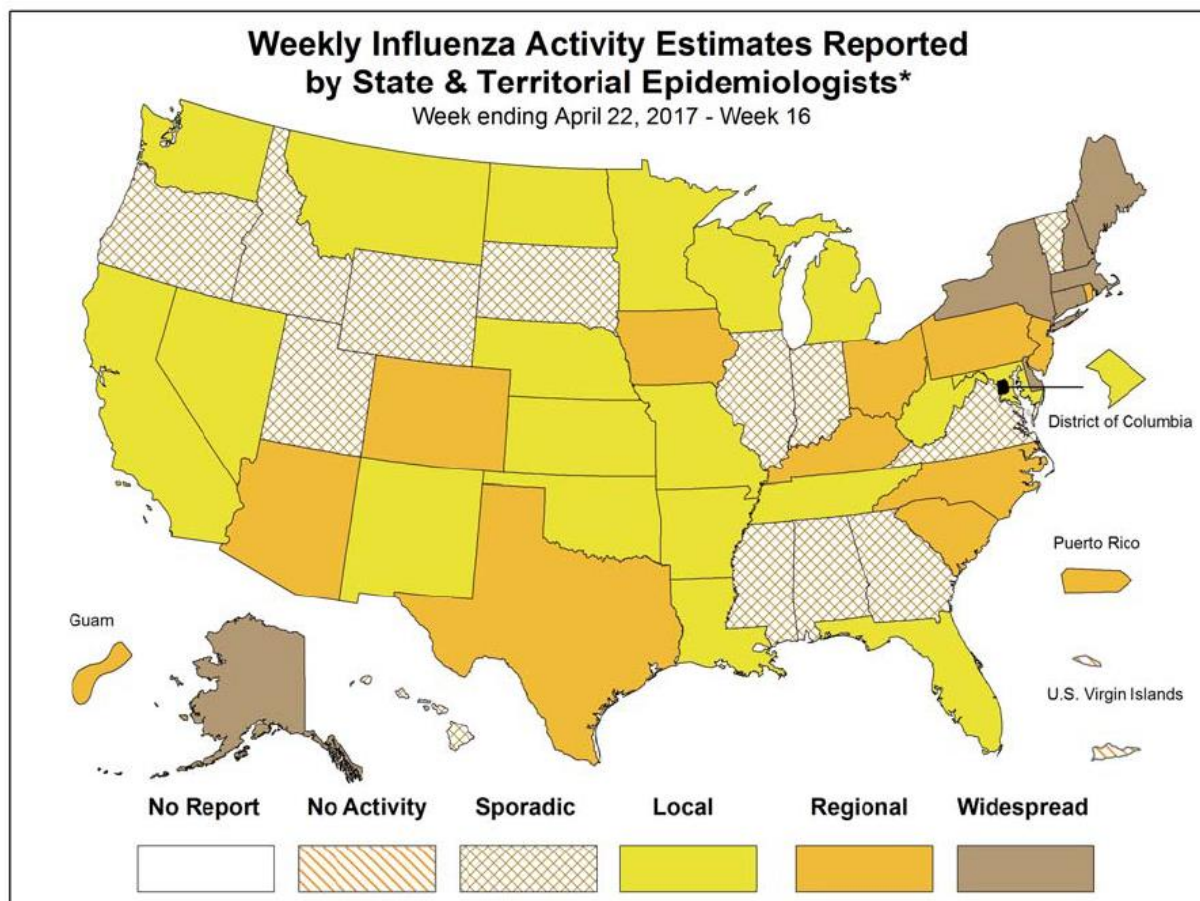 Weekly Influenza Activity Estimates Reported
by State & Territorial Epidemiologists*
Week ending April 22, 2017 - Week 16
District of Columbia
Puerto Rico
Guam
U.S. Virgin Islands
No Report No Activity Sporadic Local Regional Widespread